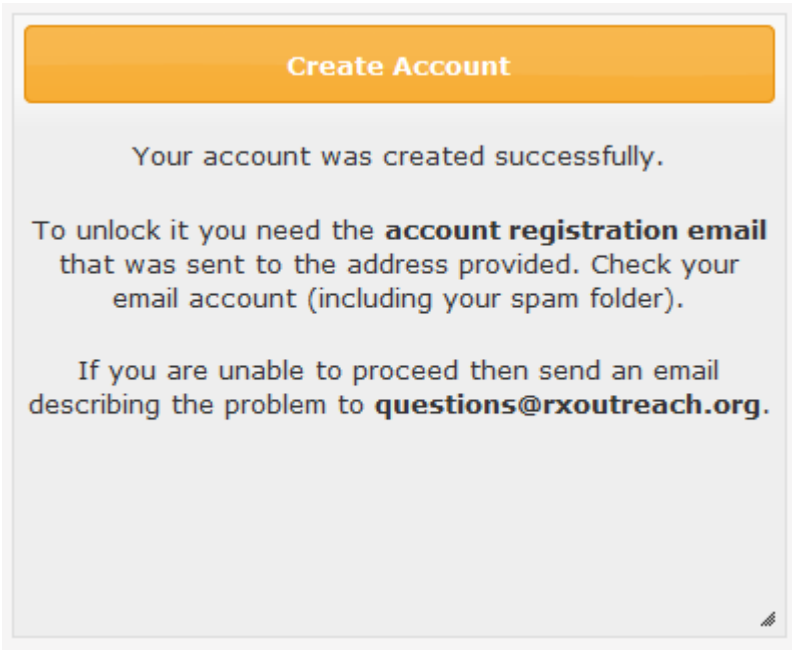 Create Account
Your account was created successfully.
To unlock it you need the account registration email
that was sent to the address provided. Check your
email account (including your spam folder).
If you are unable to proceed then send an email
describing the problem to questions@rxoutreach.org.